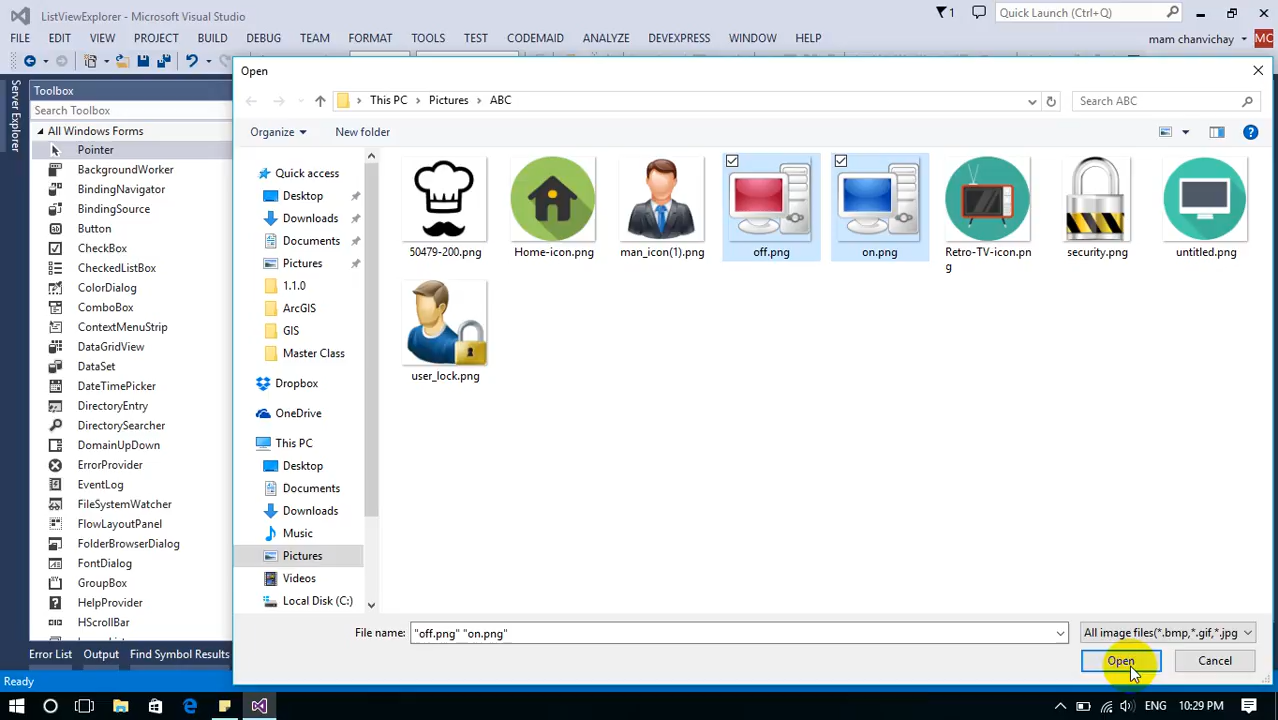 ListViewExplorer - Microsoft Visual Studio
1
Quick Launch (Ctrl+Q)
FILE EDIT VIEW PROJECT BUILD DEBUG TEAM FORMAT TOOLS TEST CODEMAID ANALYZE DEVEXPRESS WINDOW HELP
mam chanvichay
MC
Server Explorer
Toolbox
Search Toolbox
All Windows Forms
Pointer
BackgroundWorker
BindingNavigator
BindingSource
Button
CheckBox
CheckedListBox
ColorDialog
ComboBox
ContextMenuStrip
DataGridView
DataSet
DateTimePicker
DirectoryEntry
DirectorySearcher
DomainUpDown
ErrorProvider
EventLog
FileSystemWatcher
FlowLayoutPanel
FolderBrowserDialog
FontDialog
GroupBox
HelpProvider
HScrollBar
Error List Output Find Symbol Results
Ready
Open
This PC > Pictures > ABC
Search ABC
Organize
New folder
Quick access
Desktop
Downloads
Documents
Pictures
1.1.0
ArcGIS
GIS
Master Class
Dropbox
OneDrive
This PC
Desktop
Documents
Downloads
Music
Pictures
Videos
Local Disk (C:)
50479-200.png
Home-icon.png
man_icon(1).png
off.png
on.png
Retro-TV-icon.pn
g
security.png
untitled.png
user_lock.png
File name:
"off.png" "on.png"
All image files(*.bmp,*.gif,*.jpg
Open
Cancel
ENG
10:29 PM